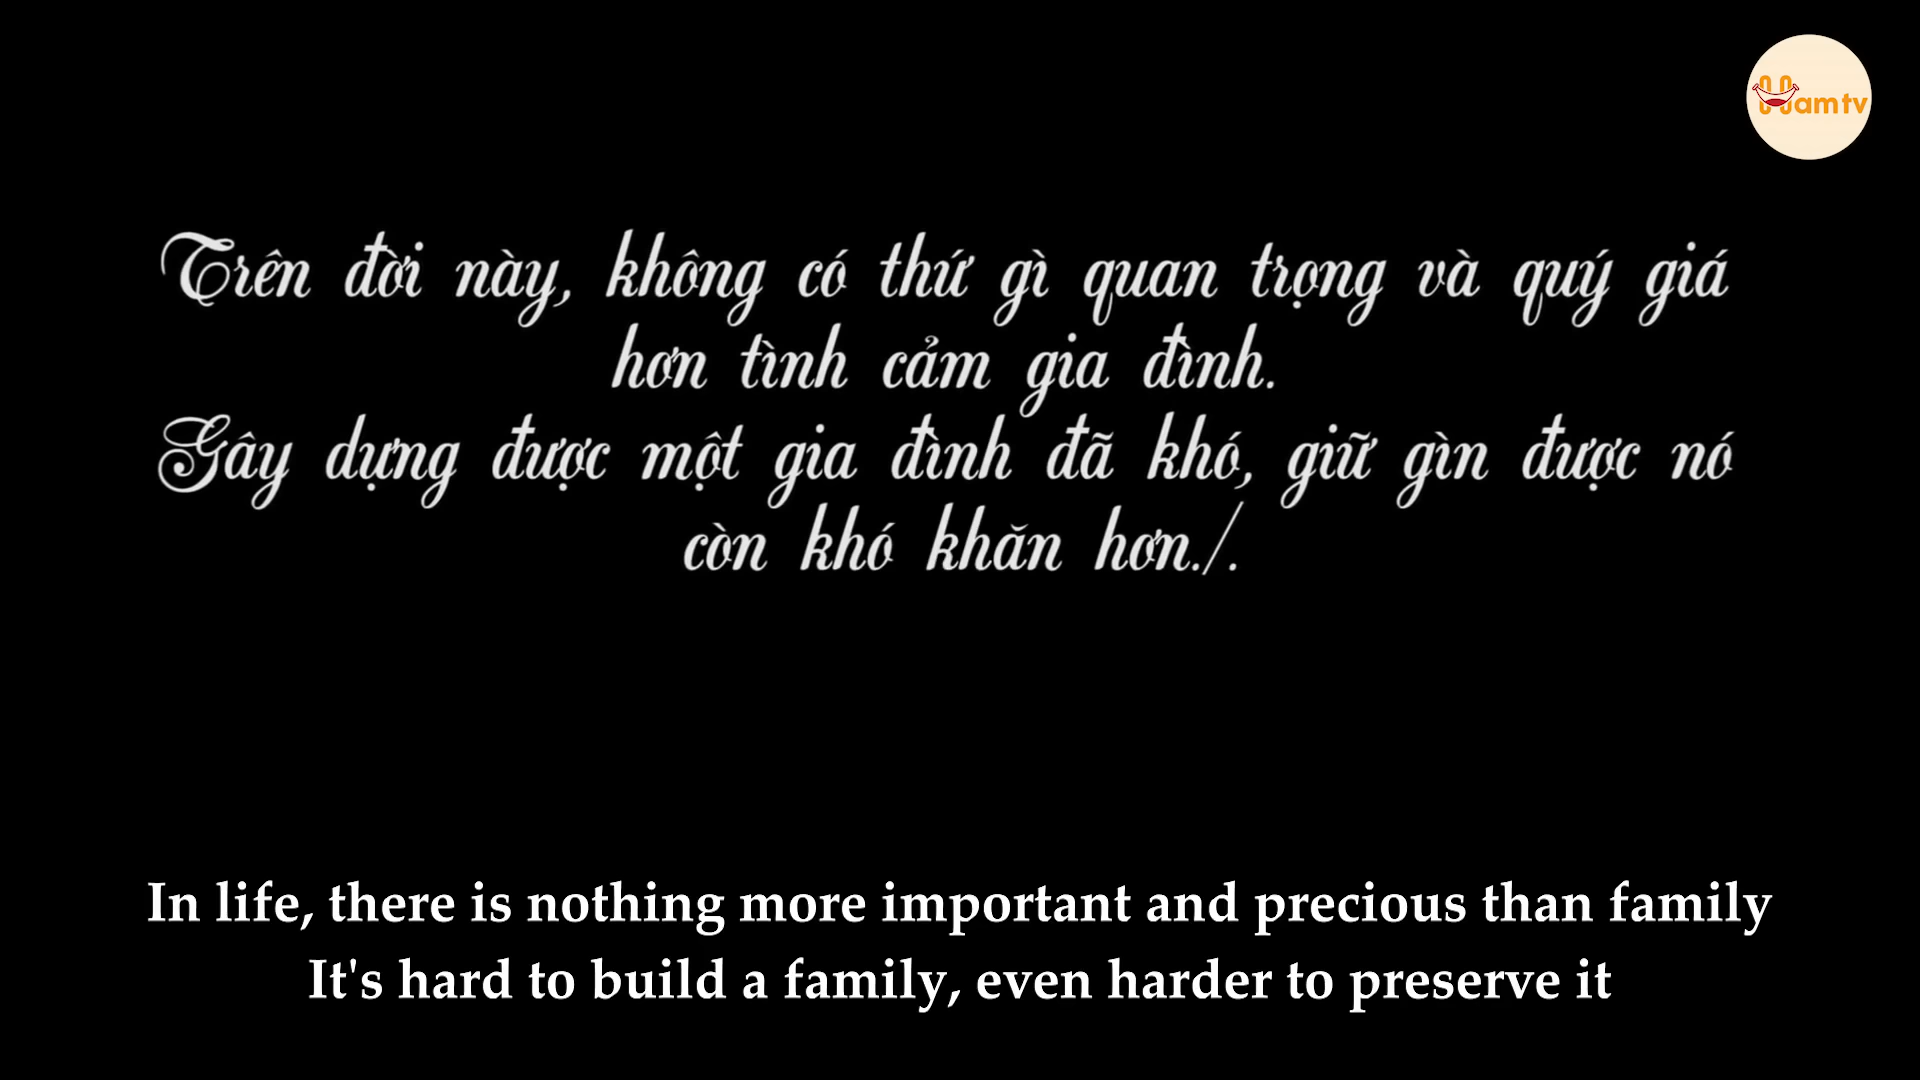 Hamtv
Trên đời này, không có thứ gì quan trọng và quý giá
hơn tình cảm gia đình.
Gây dựng được một gia đình đã khó, giữ gìn được nó
còn khó khăn hơn./.
In life, there is nothing more important and precious than family
It's hard to build a family, even harder to preserve it